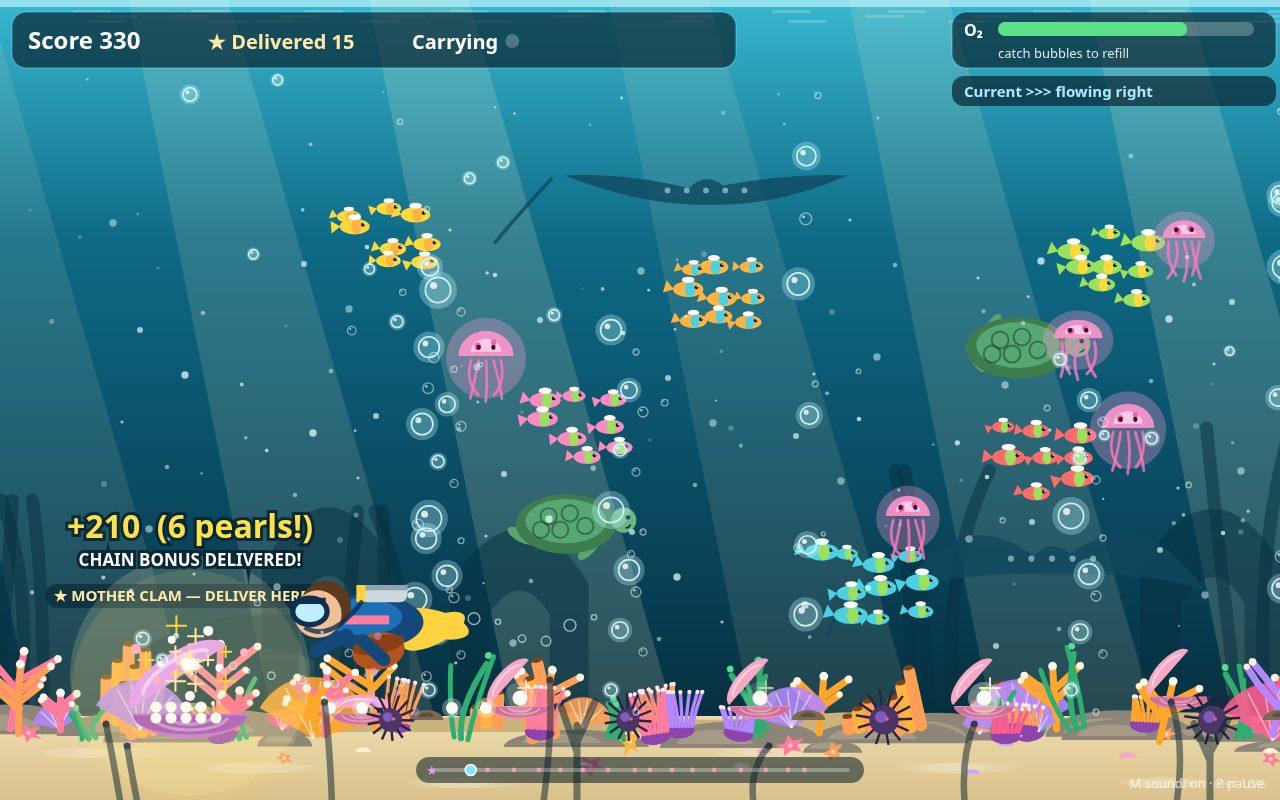 Score 330
★ Delivered 15
Carrying
O₂
catch bubbles to refill
Current >>> flowing right
+210 (6 pearls!)
CHAIN BONUS DELIVERED!
★ MOTHER CLAM — DELIVER HERE
M sound: on · P pause